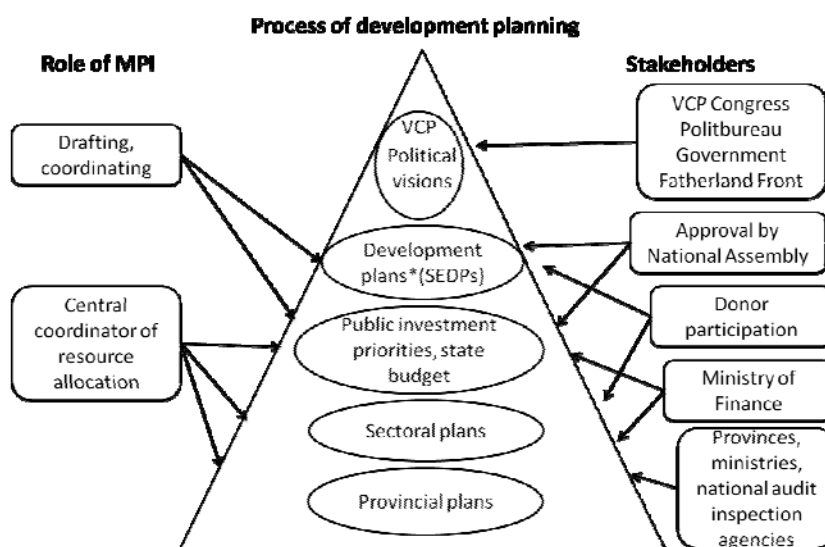 Process of development planning
Role of MPI
Stakeholders
Drafting,
coordinating
Central
coordinator of
resource
allocation
VCP
Political
visions
Development
plans*(SEDPs)
Public investment
priorities, state
budget
Sectoral plans
Provincial plans
VCP Congress
Politbureau
Government
Fatherland Front
Approval by
National Assembly
Donor
participation
Ministry of
Finance
Provinces,
ministries,
national audit
inspection
agencies